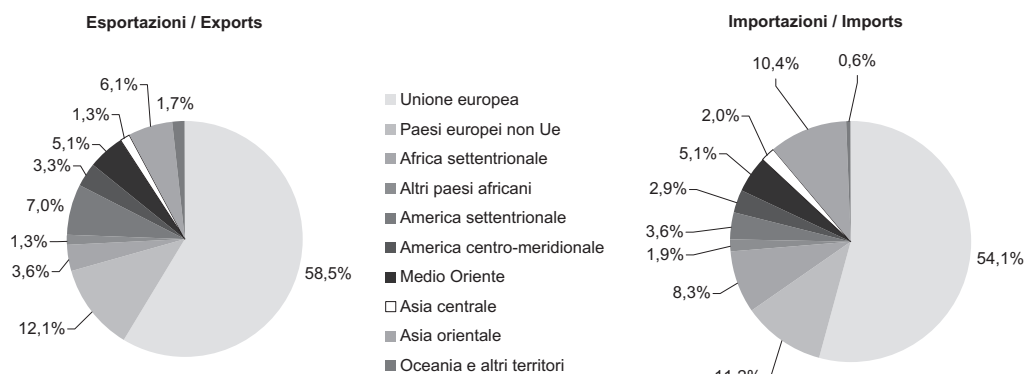 Esportazioni / Exports
6,1%
1,7%
1,3%
5,1%
3,3%
7,0%
1,3%
3,6%
12,1%
58,5%
Unione europea
Paesi europei non Ue
Africa settentrionale
Altri paesi africani
America settentrionale
America centro-meridionale
Medio Oriente
Asia centrale
Asia orientale
Oceania e altri territori
Importazioni / Imports
10,4%
0,6%
2,0%
5,1%
2,9%
3,6%
1,9%
8,3%
54,1%